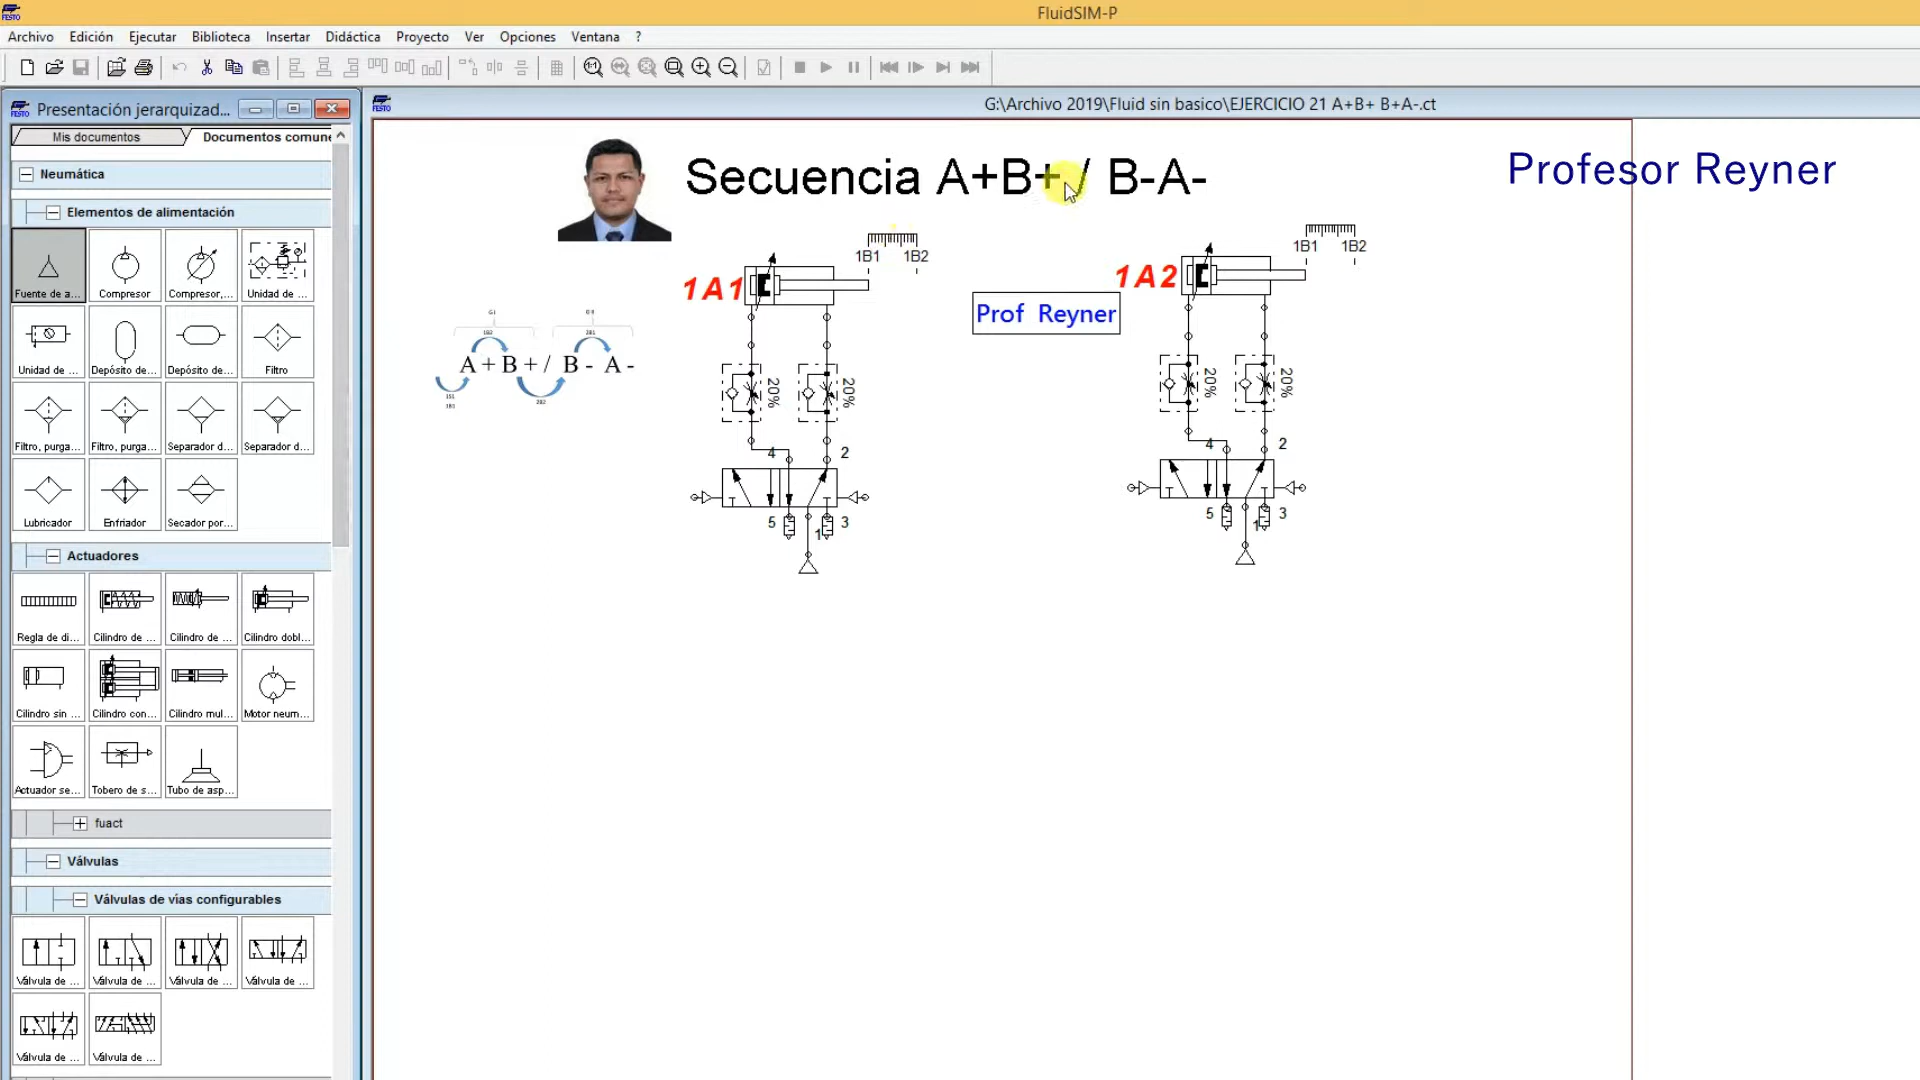 FluidSIM-P
FESTO
Archivo Edición Ejecutar Biblioteca Insertar Didáctica Proyecto Ver Opciones Ventana ?
1:1
FESTO
Presentación jerarquizad...
Mis documentos
Documentos comune
Neumática
Elementos de alimentación
Fuente de a...
Compresor
Compresor,...
Unidad de ...
Unidad de ...
Depósito de...
Depósito de...
Filtro
Filtro, purga...
Filtro, purga...
Separador d...
Separador d...
Lubricador
Enfriador
Secador por...
Actuadores
Regla de di...
Cilindro de ...
Cilindro de ...
Cilindro dobl...
Cilindro sin ...
Cilindro con...
Cilindro mul...
Motor neum...
Actuador se...
Tobero de s...
Tubo de asp...
fuact
Válvulas
Válvulas de vías configurables
Válvula de ...
Válvula de ...
Válvula de ...
Válvula de ...
Válvula de ...
Válvula de ...
FESTO
G:\Archivo 2019\Fluid sin basico\EJERCICIO 21 A+B+ B+A-.ct
Secuencia A+B+ / B-A-
Profesor Reyner
1B1 1B2
1A1
Prof Reyner
1B1 1B2
1A2
A + B + / B - A -
20% 20%
4 2
5 1 3
20% 20%
4 2
5 1 3